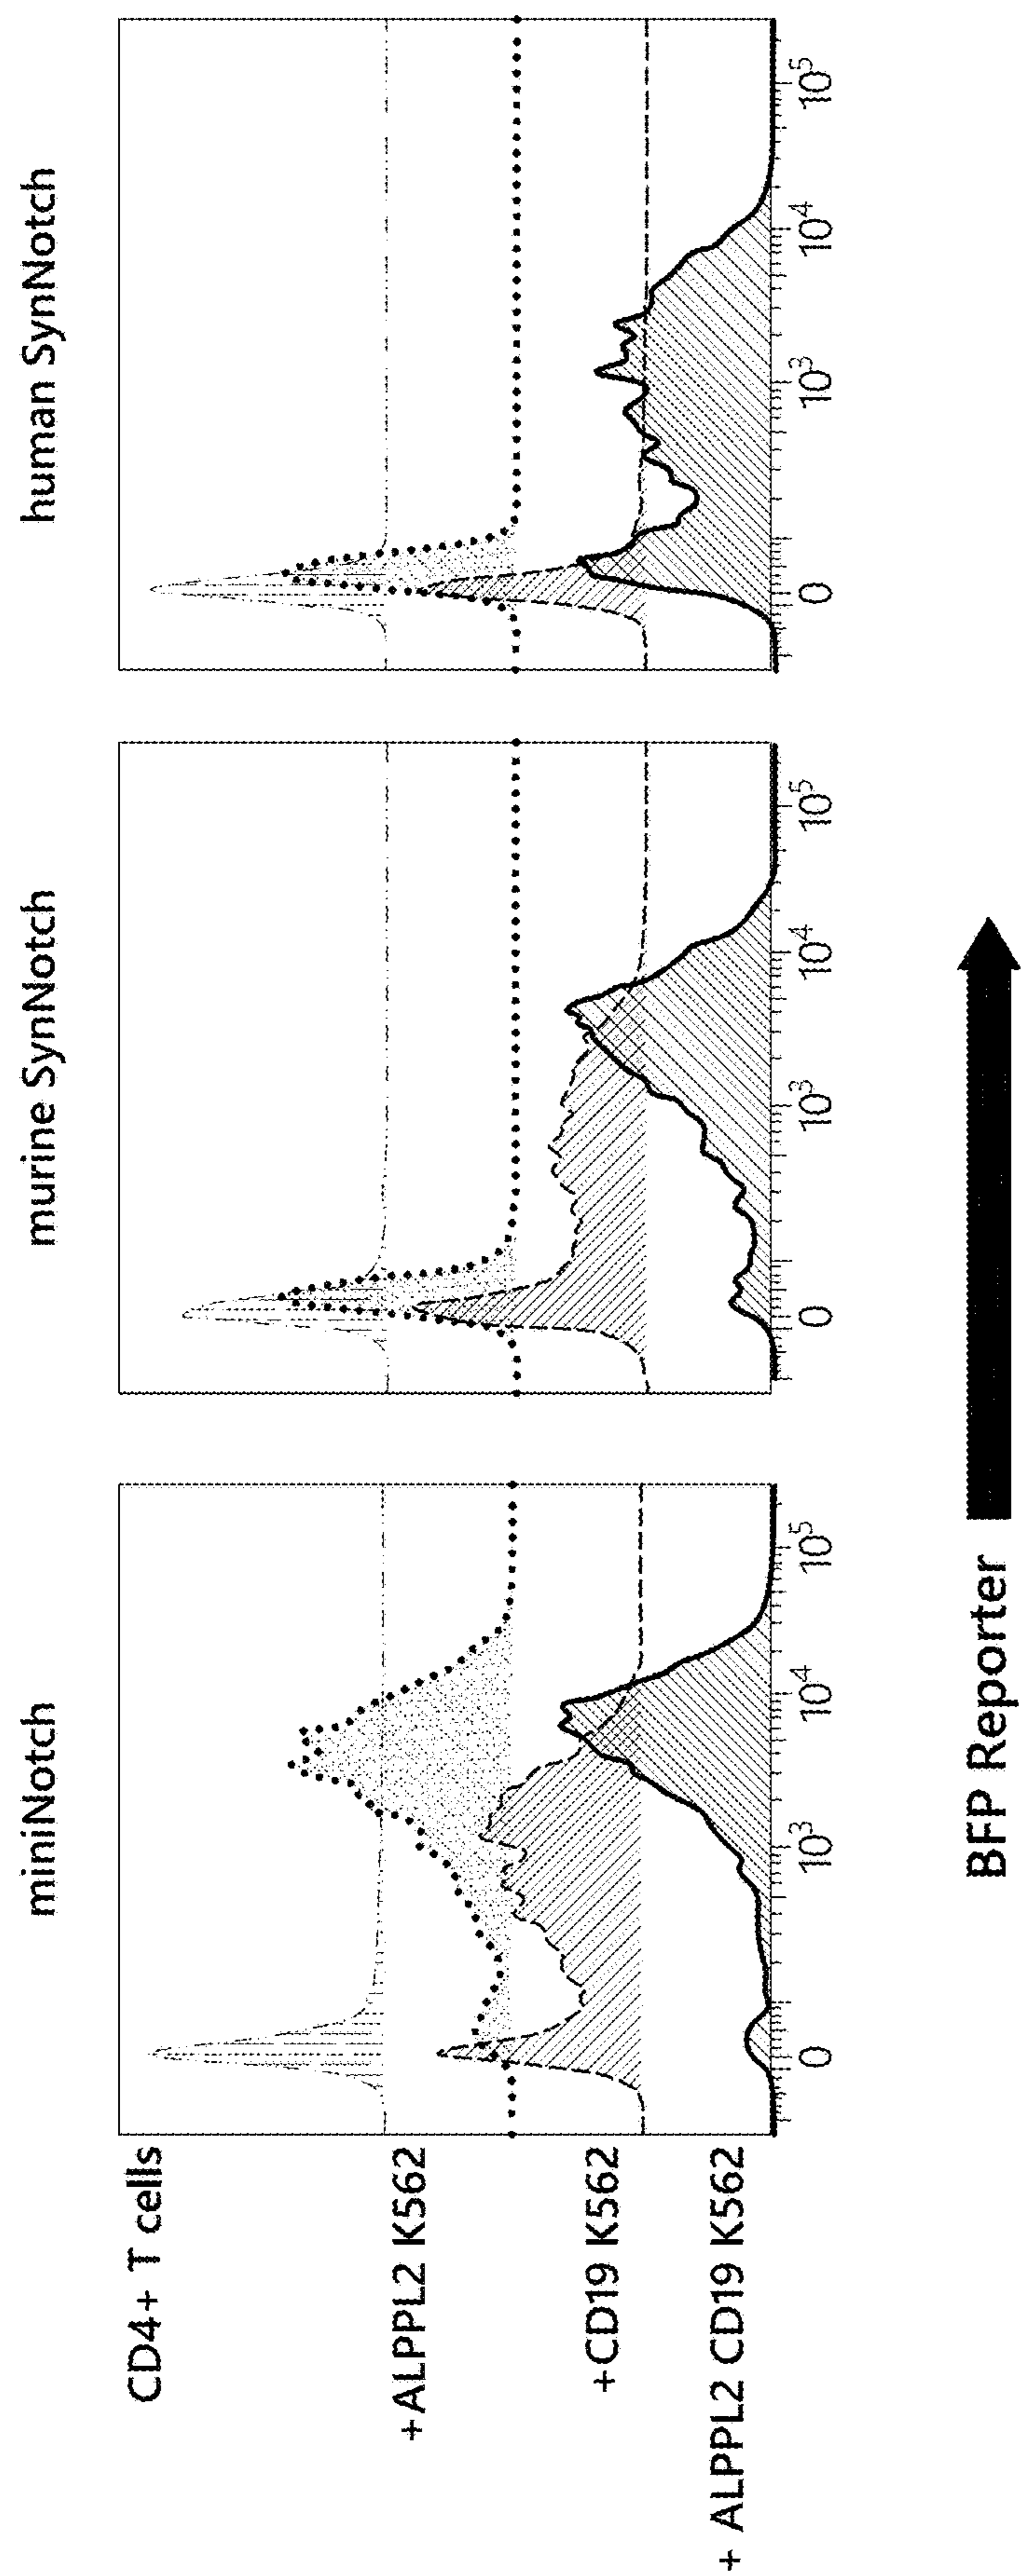 miniNotch
murine SynNotch
human SynNotch
CD4+ T cells
+ALPPL2 K562
+CD19 K562
+ ALPPL2 CD19 K562
0 10³ 10⁴ 10⁵
0 10³ 10⁴ 10⁵
0 10³ 10⁴ 10⁵
BFP Reporter